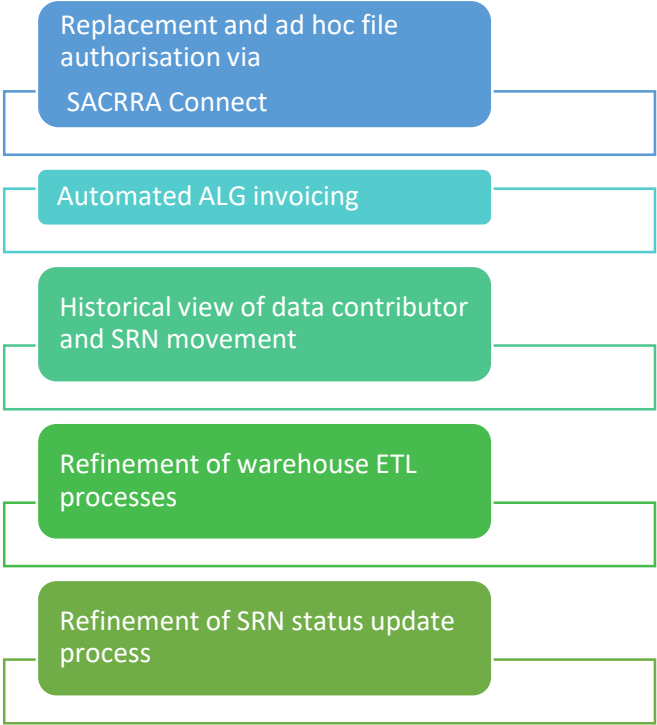 Replacement and ad hoc file
authorisation via
SACRRA Connect
Automated ALG invoicing
Historical view of data contributor
and SRN movement
Refinement of warehouse ETL
processes
Refinement of SRN status update
process